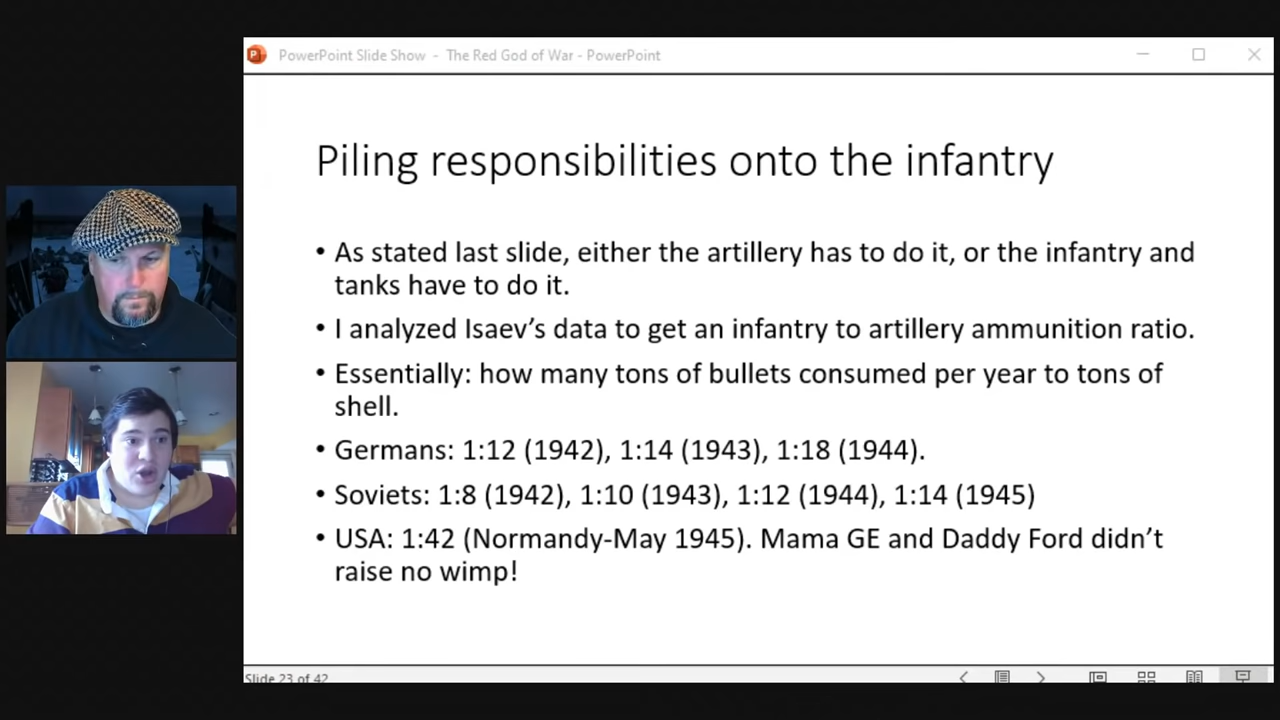 PowerPoint Slide Show - The Red God of War - PowerPoint
Piling responsibilities onto the infantry
• As stated last slide, either the artillery has to do it, or the infantry and
tanks have to do it.
• I analyzed Isaev’s data to get an infantry to artillery ammunition ratio.
• Essentially: how many tons of bullets consumed per year to tons of
shell.
• Germans: 1:12 (1942), 1:14 (1943), 1:18 (1944).
• Soviets: 1:8 (1942), 1:10 (1943), 1:12 (1944), 1:14 (1945)
• USA: 1:42 (Normandy-May 1945). Mama GE and Daddy Ford didn’t
raise no wimp!
Slide 23 of 42